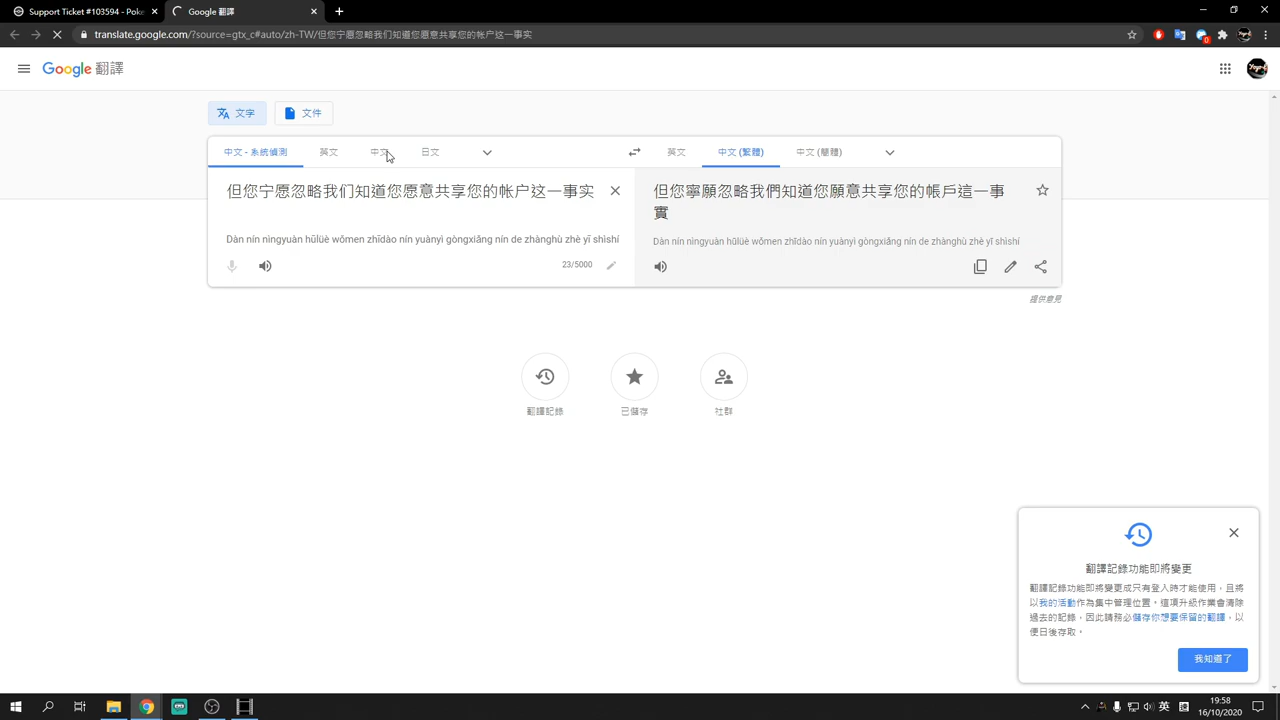 Support Ticket #103594 - Poke
Google 翻譯
translate.google.com/?source=gtx_c#auto/zh-TW/但您宁愿忽略我们知道您愿意共享您的帐户这一事实
Google 翻譯
文字
文件
中文 - 系統偵測
英文
中文
日文
英文
中文 (繁體)
中文 (簡體)
但您宁愿忽略我们知道您愿意共享您的帐户这一事实
Dàn nín nìngyuàn hūlüè wǒmen zhīdào nín yuànyì gòngxiǎng nín de zhànghù zhè yī shìshí
23/5000
但您寧願忽略我們知道您願意共享您的帳戶這一事
實
Dàn nín nìngyuàn hūlüè wǒmen zhīdào nín yuànyì gòngxiǎng nín de zhànghù zhè yī shìshí
提供意見
翻譯記錄
已儲存
社群
翻譯記錄功能即將變更
翻譯記錄功能即將變更成只有登入時才能使用，且將
以我的活動作為集中管理位置。這項升級作業會清除
過去的記錄，因此請務必儲存你想要保留的翻譯，以
便日後存取。
我知道了
英
19:58
16/10/2020